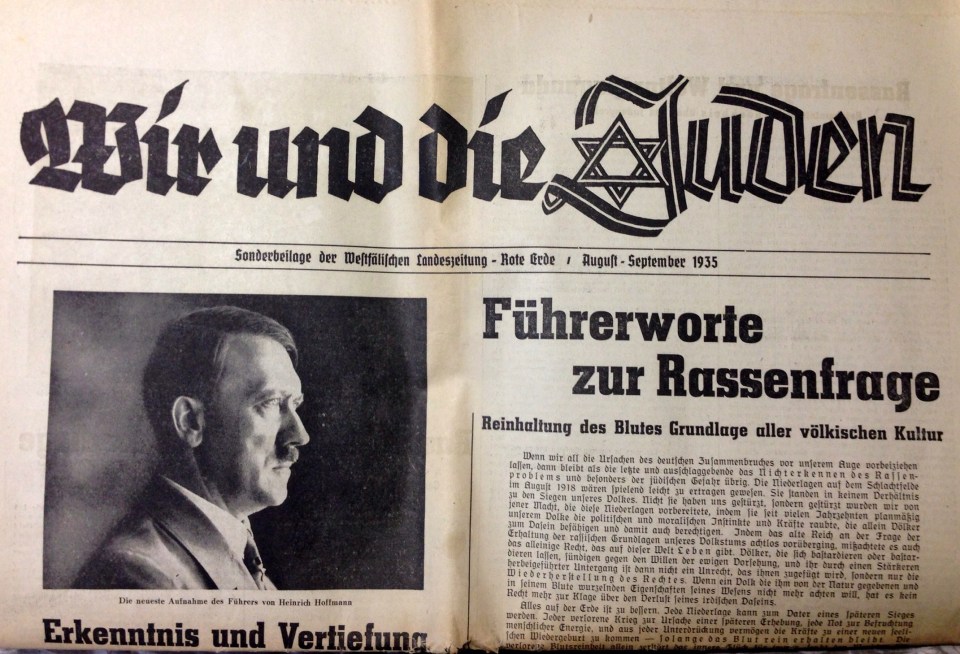 Wir und die Juden
Sonderbeilage der Westfälischen Landeszeitung - Rote Erde / August - September 1935
Die neueste Aufnahme des Führers von Heinrich Hoffmann
Erkenntnis und Vertiefung
Führerworte
zur Rassenfrage
Reinhaltung des Blutes Grundlage aller völkischen Kultur
Wenn wir all die Ursachen des deutschen Zusammenbruches vor unserem Auge vorbeiziehen
lassen, dann bleibt als die letzte und ausschlaggebende das Nichterkennen des Rassen-
problems und besonders der jüdischen Gefahr übrig. Die Niederlagen auf dem Schlachtfelde
im August 1918 wären spielend leicht zu ertragen gewesen. Sie standen in keinem Verhältnis
zu den Siegen unseres Volkes. Nicht sie haben uns gestürzt, sondern gestürzt wurden wir von
jener Macht, die diese Niederlagen vorbereitete, indem sie seit vielen Jahrzehnten planmäßig
unserem Volke die politischen und moralischen Instinkte und Kräfte raubte, die allein Völker
zum Dasein befähigen und damit auch berechtigen. Indem das alte Reich an der Frage der
Erhaltung der rassischen Grundlagen unseres Volkstums achtlos vorüberging, mißachtete es auch
das alleinige Recht, das auf dieser Welt Leben gibt. Völker, die sich bastardieren oder bastar-
dieren lassen, sündigen gegen den Willen der ewigen Vorsehung, und ihr durch einen Stärkeren
herbeigeführter Untergang ist dann nicht ein Unrecht, das ihnen zugefügt wird, sondern nur die
Wiederherstellung des Rechtes. Wenn ein Volk die ihm von der Natur gegebenen und
in seinem Blute wurzelnden Eigenschaften seines Wesens nicht mehr achten will, hat es kein
Recht mehr zur Klage über den Verlust seines irdischen Daseins.
Alles auf der Erde ist zu bessern. Jede Niederlage kann zum Vater eines späteren Sieges
werden. Jeder verlorene Krieg zur Ursache einer späteren Erhebung, jede Not zur Befruchtung
menschlicher Energie, und aus jeder Unterdrückung vermögen die Kräfte zu einer neuen seeli-
schen Wiedergeburt zu kommen — solange das Blut rein erhalten bleibt. Die
verlorene Blutsreinheit allein zerstört das innere